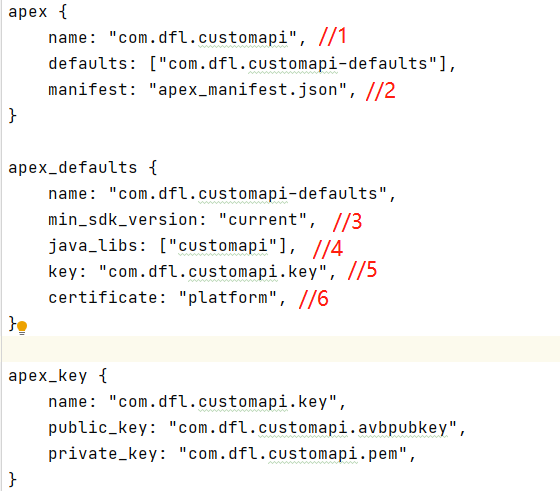 apex {
    name: "com.dfl.customapi", //1
    defaults: ["com.dfl.customapi-defaults"],
    manifest: "apex_manifest.json", //2
}
apex_defaults {
    name: "com.dfl.customapi-defaults",
    min_sdk_version: "current", //3
    java_libs: ["customapi"], //4
    key: "com.dfl.customapi.key", //5
    certificate: "platform", //6
}
apex_key {
    name: "com.dfl.customapi.key",
    public_key: "com.dfl.customapi.avbpubkey",
    private_key: "com.dfl.customapi.pem",
}